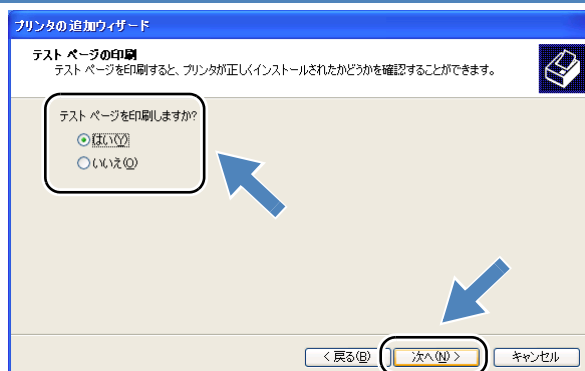 プリンタの追加ウィザード
テスト ページの印刷
テスト ページを印刷すると、プリンタが正しくインストールされたかどうかを確認することができます。
テスト ページを印刷しますか?
はい(Y)
いいえ(O)
< 戻る(B) 次へ(N) > キャンセル